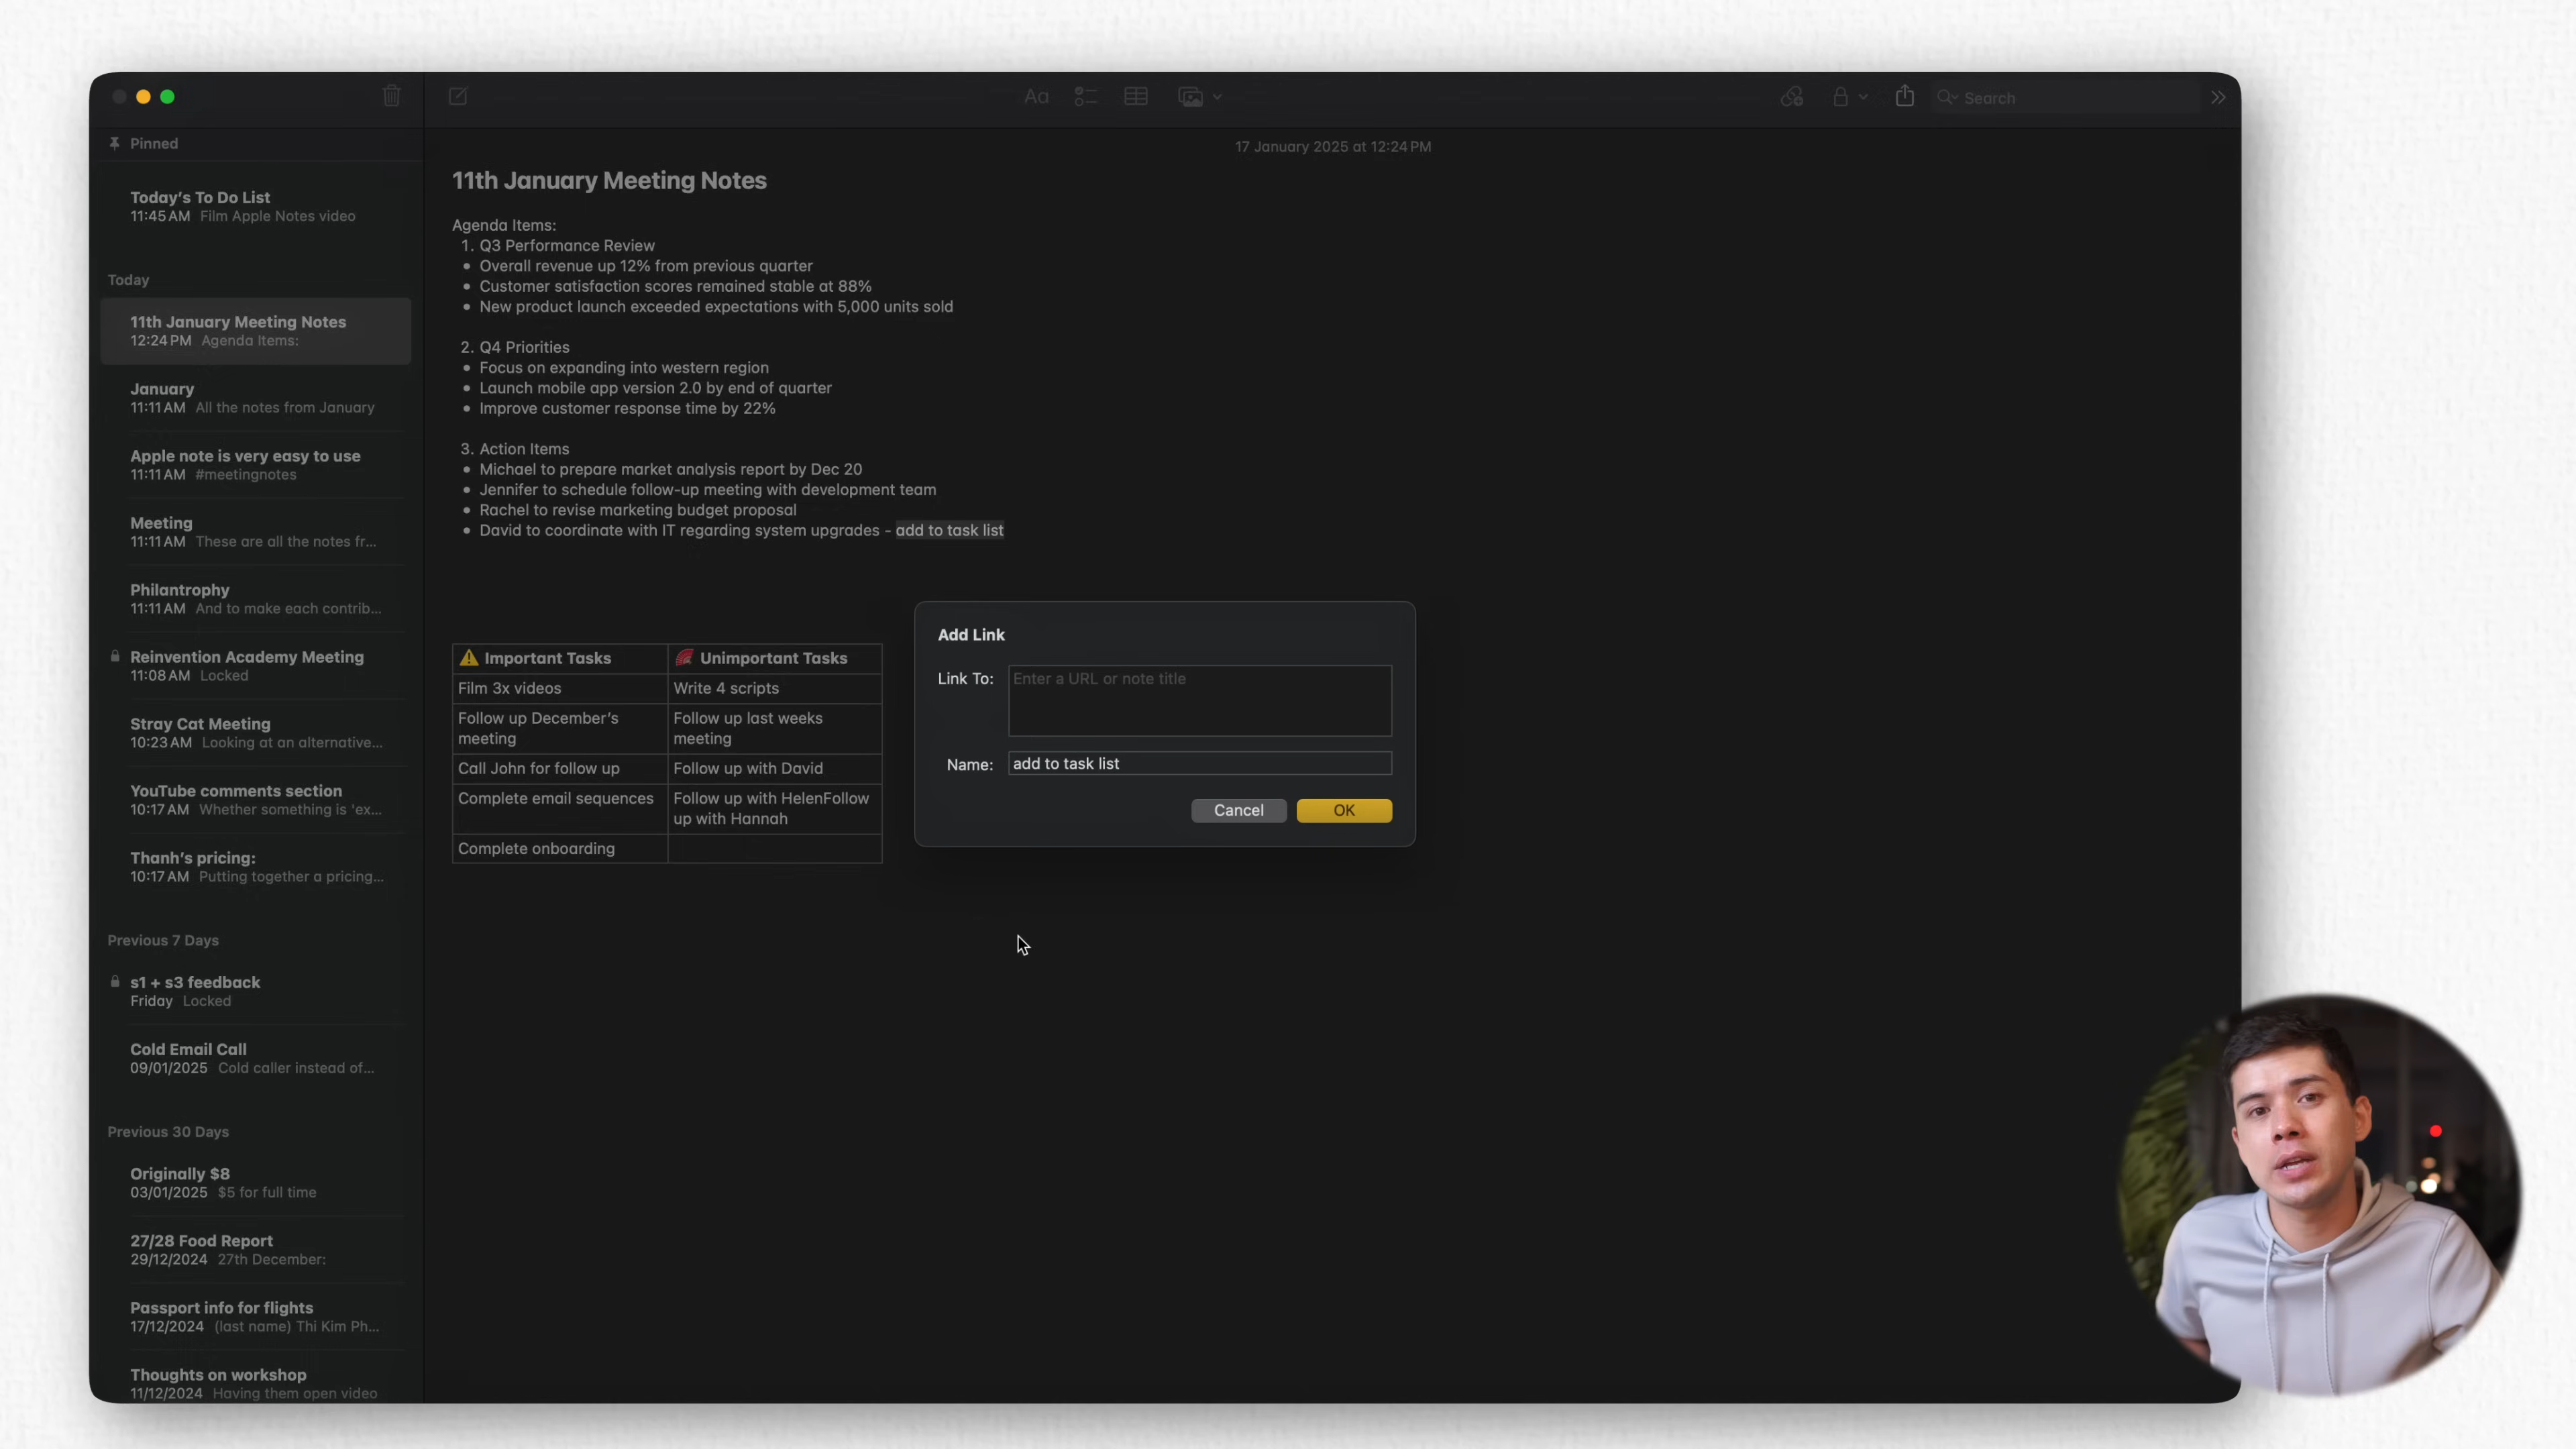 Pinned
Today's To Do List
11:45 AM Film Apple Notes video
Today
11th January Meeting Notes
12:24 PM Agenda Items:
January
11:11 AM All the notes from January
Apple note is very easy to use
11:11 AM #meetingnotes
Meeting
11:11 AM These are all the notes fr...
Philantrophy
11:11 AM And to make each contrib...
Reinvention Academy Meeting
11:08 AM Locked
Stray Cat Meeting
10:23 AM Looking at an alternative...
YouTube comments section
10:17 AM Whether something is 'ex...
Thanh's pricing:
10:17 AM Putting together a pricing...
Previous 7 Days
s1 + s3 feedback
Friday Locked
Cold Email Call
09/01/2025 Cold caller instead of...
Previous 30 Days
Originally $8
03/01/2025 $5 for full time
27/28 Food Report
29/12/2024 27th December:
Passport info for flights
17/12/2024 (last name) Thi Kim Ph...
Thoughts on workshop
11/12/2024 Having them open video
Aa
Search
17 January 2025 at 12:24 PM
11th January Meeting Notes
Agenda Items:
1. Q3 Performance Review
• Overall revenue up 12% from previous quarter
• Customer satisfaction scores remained stable at 88%
• New product launch exceeded expectations with 5,000 units sold
2. Q4 Priorities
• Focus on expanding into western region
• Launch mobile app version 2.0 by end of quarter
• Improve customer response time by 22%
3. Action Items
• Michael to prepare market analysis report by Dec 20
• Jennifer to schedule follow-up meeting with development team
• Rachel to revise marketing budget proposal
• David to coordinate with IT regarding system upgrades - add to task list
⚠️ Important Tasks Unimportant Tasks
Film 3x videos Write 4 scripts
Follow up December's Follow up last weeks
meeting meeting
Call John for follow up Follow up with David
Complete email sequences Follow up with HelenFollow
up with Hannah
Complete onboarding
Add Link
Link To: Enter a URL or note title
Name: add to task list
Cancel OK